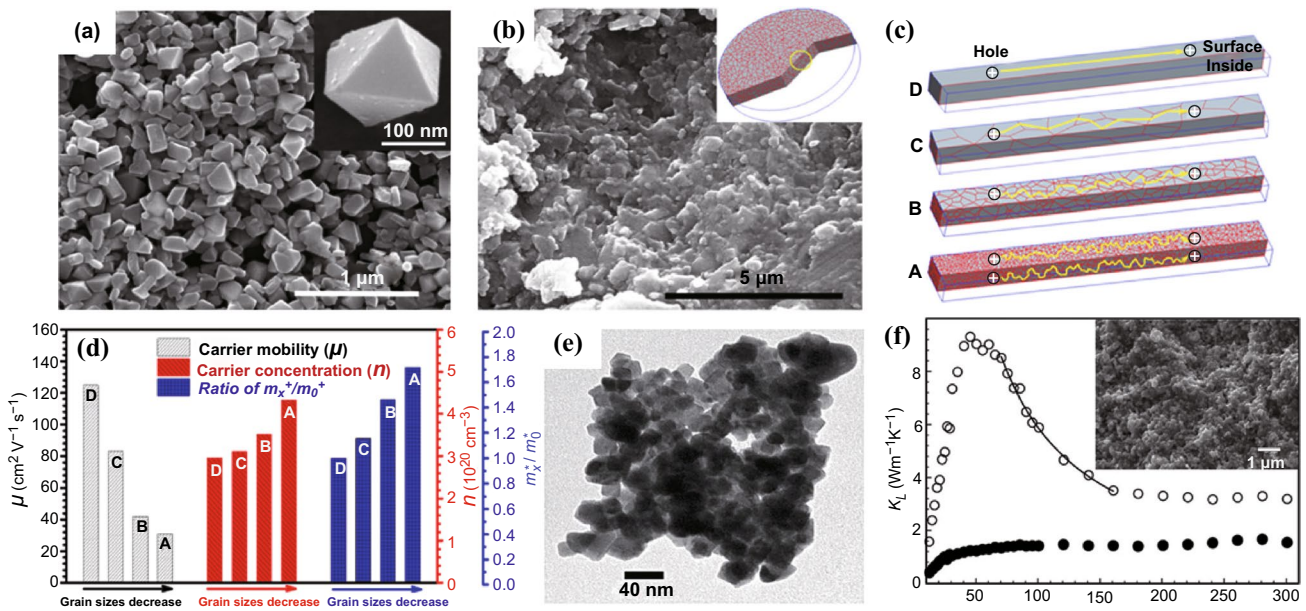 (a)
100 nm
1 μm
(b)
5 μm
(c)
Hole
Surface
Inside
D
C
B
A
(d)
160
140
120
100
80
60
40
20
0
μ (cm² V⁻¹ s⁻¹)
Carrier mobility (μ)
Carrier concentration (n)
Ratio of mₓ⁺/m₀⁺
D
C
B
A
D
C
B
A
D
C
B
A
Grain sizes decrease
Grain sizes decrease
Grain sizes decrease
6
5
4
3
2
1
0
n (10²⁰ cm⁻³)
2.0
1.8
1.6
1.4
1.2
1.0
0.8
0.6
0.4
0.2
0.0
mₓ*/m₀*
(e)
40 nm
(f)
8
4
0
K_L (Wm⁻¹K⁻¹)
1 μm
50
100
150
200
250
300